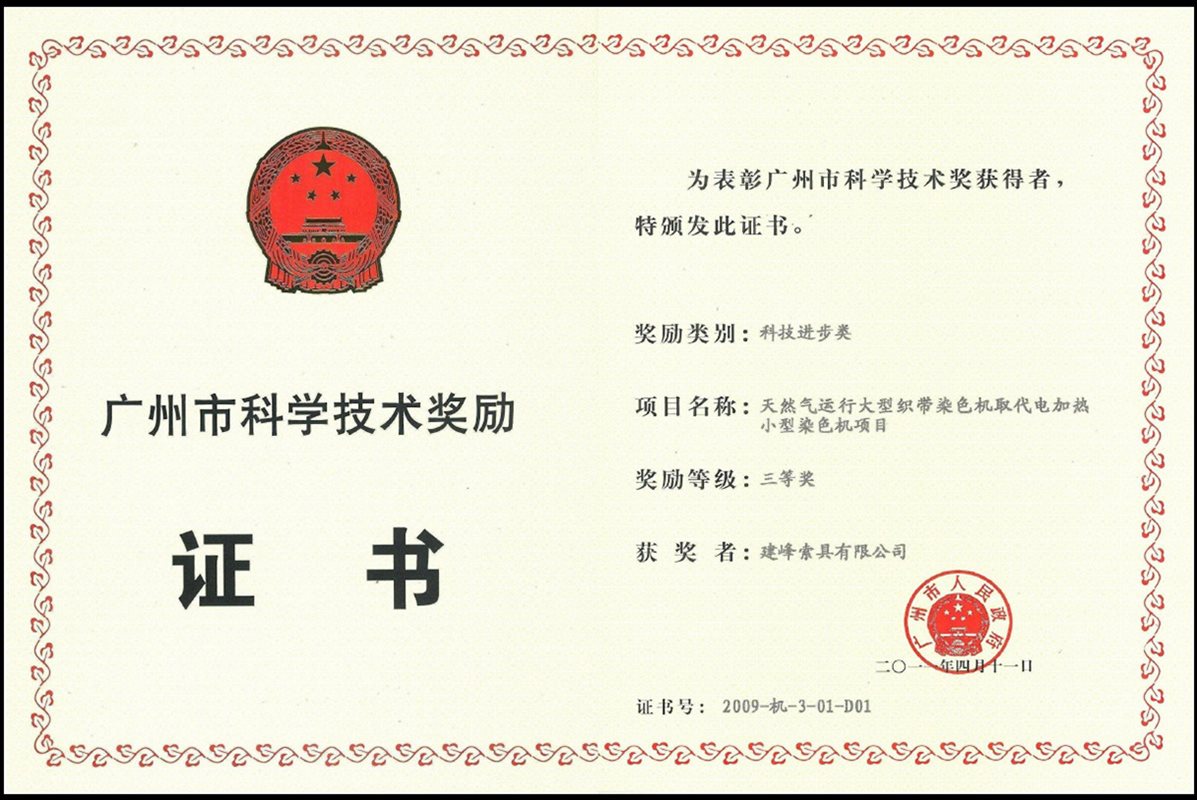 广州市科学技术奖励
证 书
为表彰广州市科学技术奖获得者，
特颁发此证书。
奖励类别：科技进步类
项目名称：天然气运行大型织带染色机取代电加热
小型染色机项目
奖励等级：三等奖
获 奖 者：建峰索具有限公司
广州市人民政府
二〇一一年四月十一日
证书号： 2009-机-3-01-D01